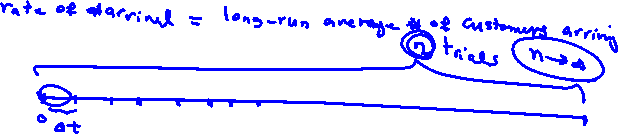 rate of arrival = long-run average # of customers arriving
n trials n→∞
0 Δt